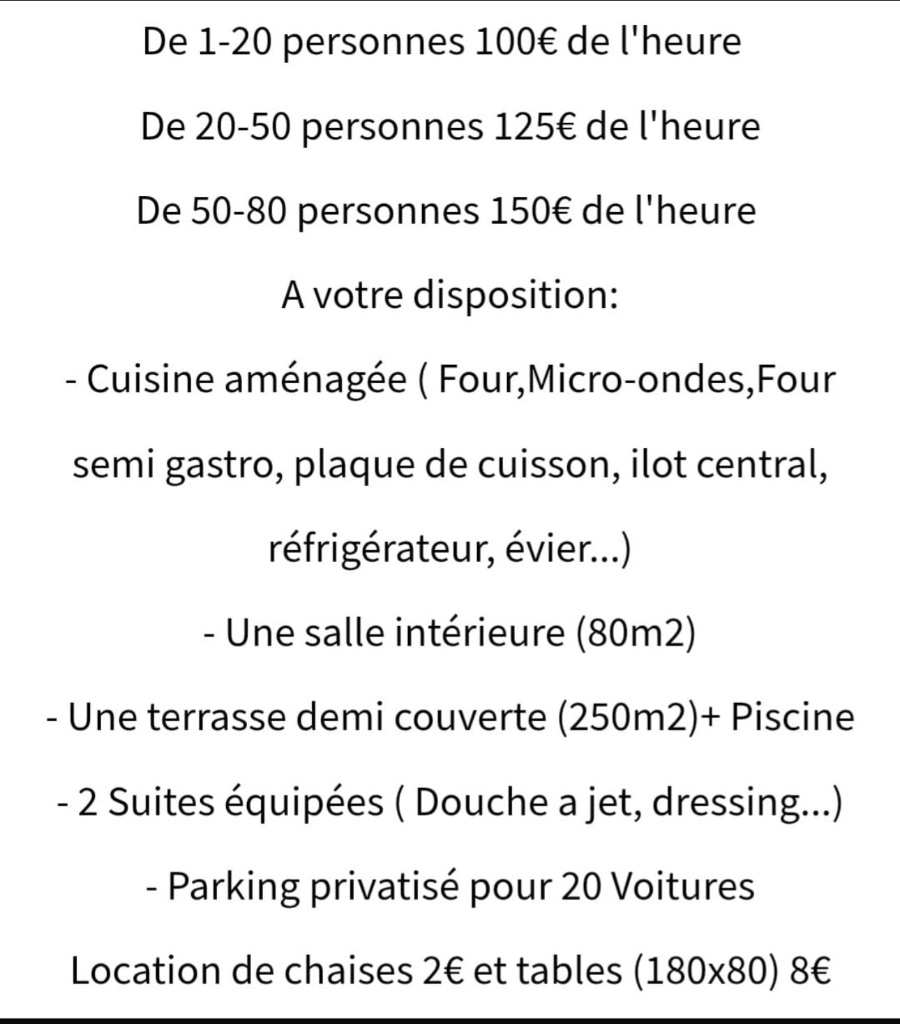 De 1-20 personnes 100€ de l'heure
De 20-50 personnes 125€ de l'heure
De 50-80 personnes 150€ de l'heure
A votre disposition:
- Cuisine aménagée ( Four,Micro-ondes,Four
semi gastro, plaque de cuisson, ilot central,
réfrigérateur, évier...)
- Une salle intérieure (80m2)
- Une terrasse demi couverte (250m2)+ Piscine
- 2 Suites équipées ( Douche a jet, dressing...)
- Parking privatisé pour 20 Voitures
Location de chaises 2€ et tables (180x80) 8€